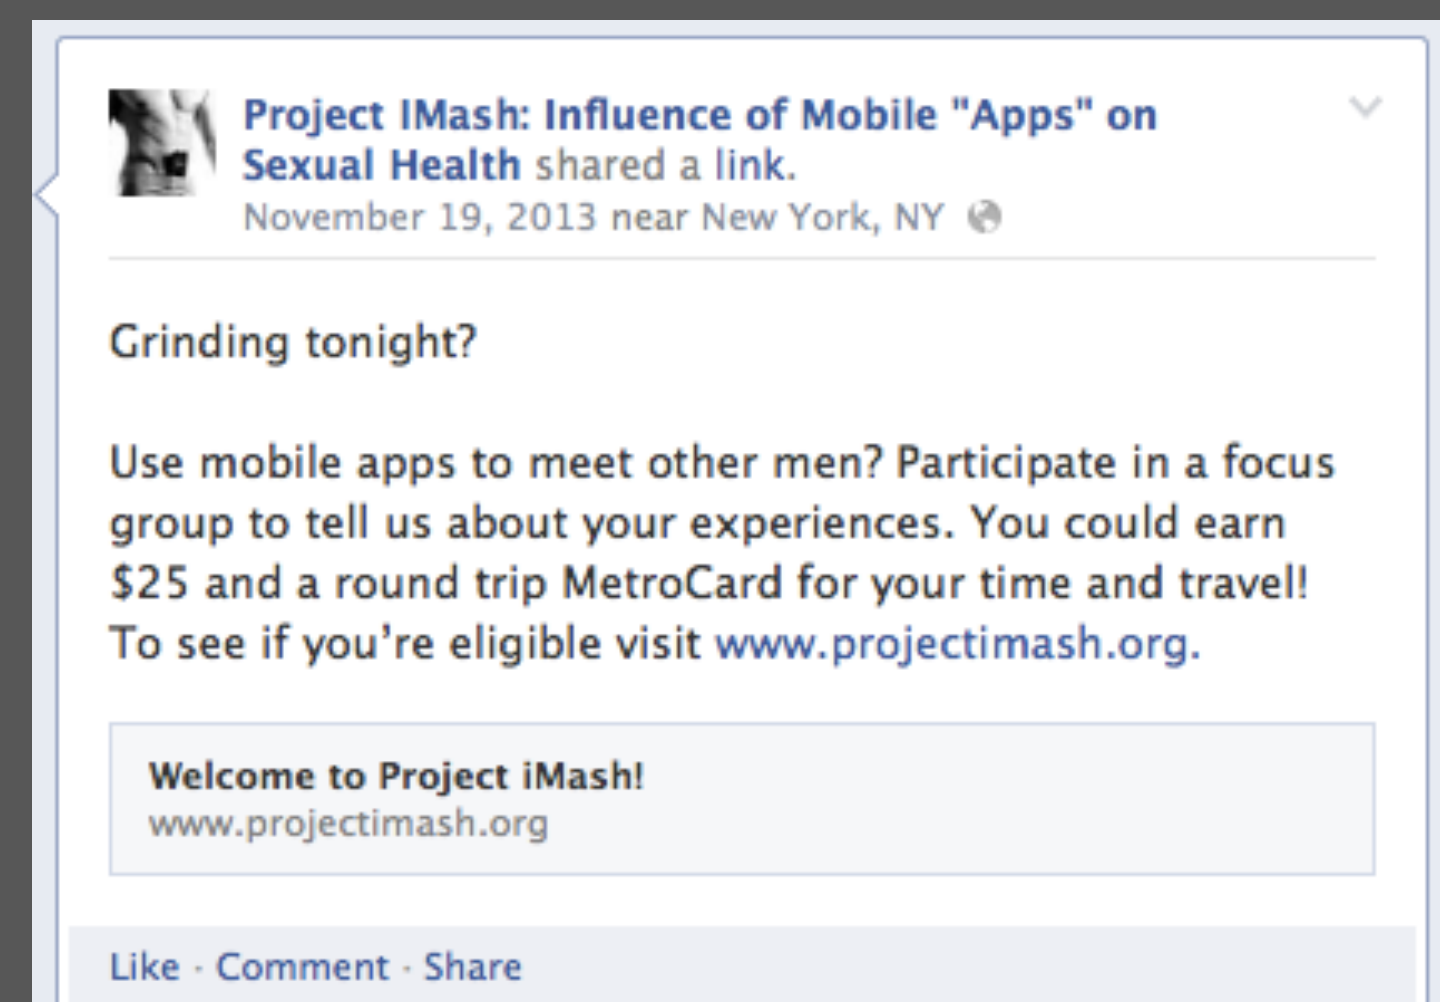 Project IMash: Influence of Mobile "Apps" on
Sexual Health shared a link.
November 19, 2013 near New York, NY
Grinding tonight?
Use mobile apps to meet other men? Participate in a focus
group to tell us about your experiences. You could earn
$25 and a round trip MetroCard for your time and travel!
To see if you’re eligible visit www.projectimash.org.
Welcome to Project iMash!
www.projectimash.org
Like · Comment · Share